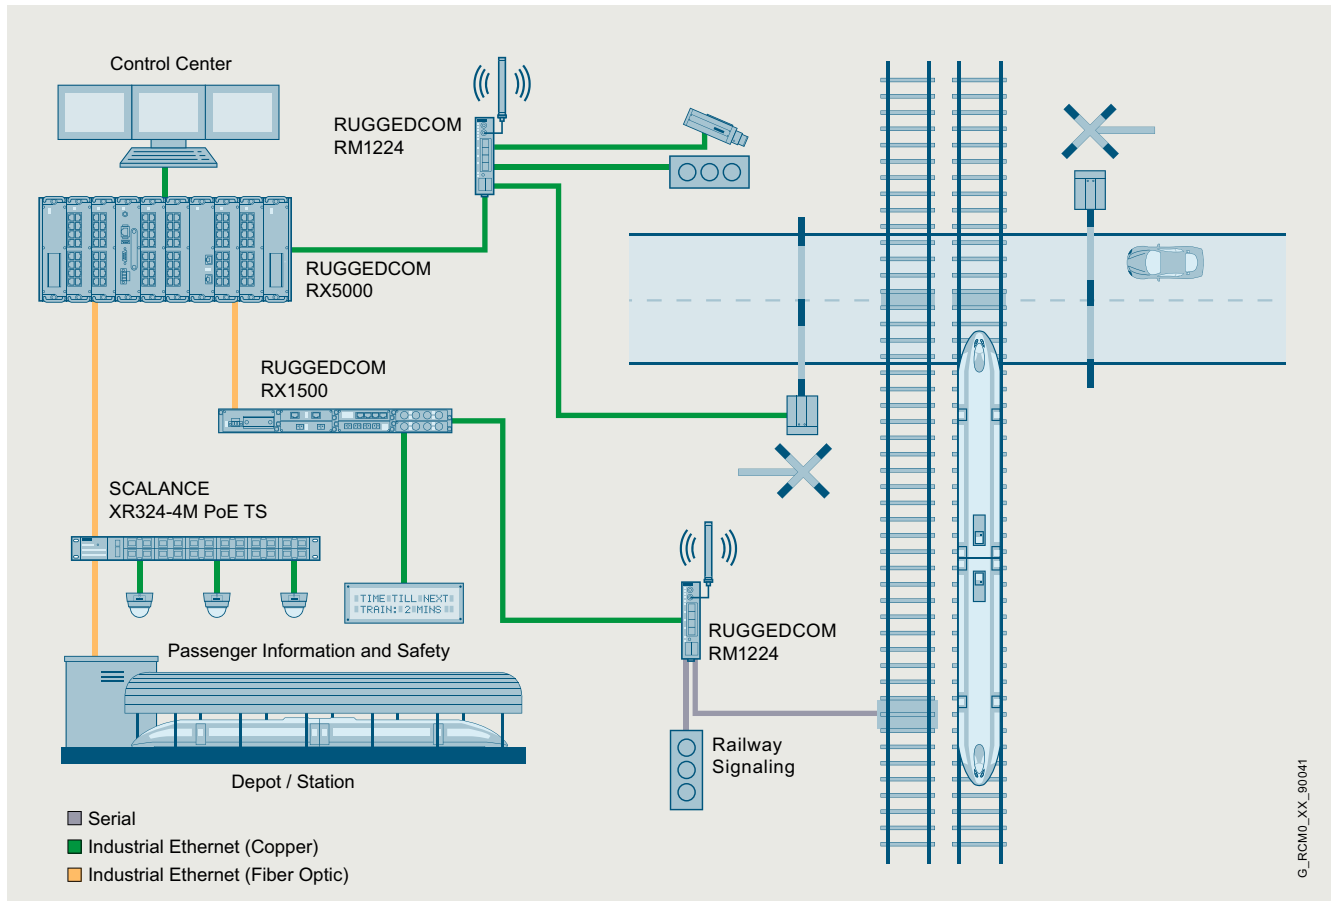 Control Center
RUGGEDCOM
RM1224
RUGGEDCOM
RX5000
RUGGEDCOM
RX1500
SCALANCE
XR324-4M PoE TS
TIME TILL NEXT
TRAIN: 2 MINS
Passenger Information and Safety
RUGGEDCOM
RM1224
Railway
Signaling
Depot / Station
Serial
Industrial Ethernet (Copper)
Industrial Ethernet (Fiber Optic)
G_RCM0_XX_90041